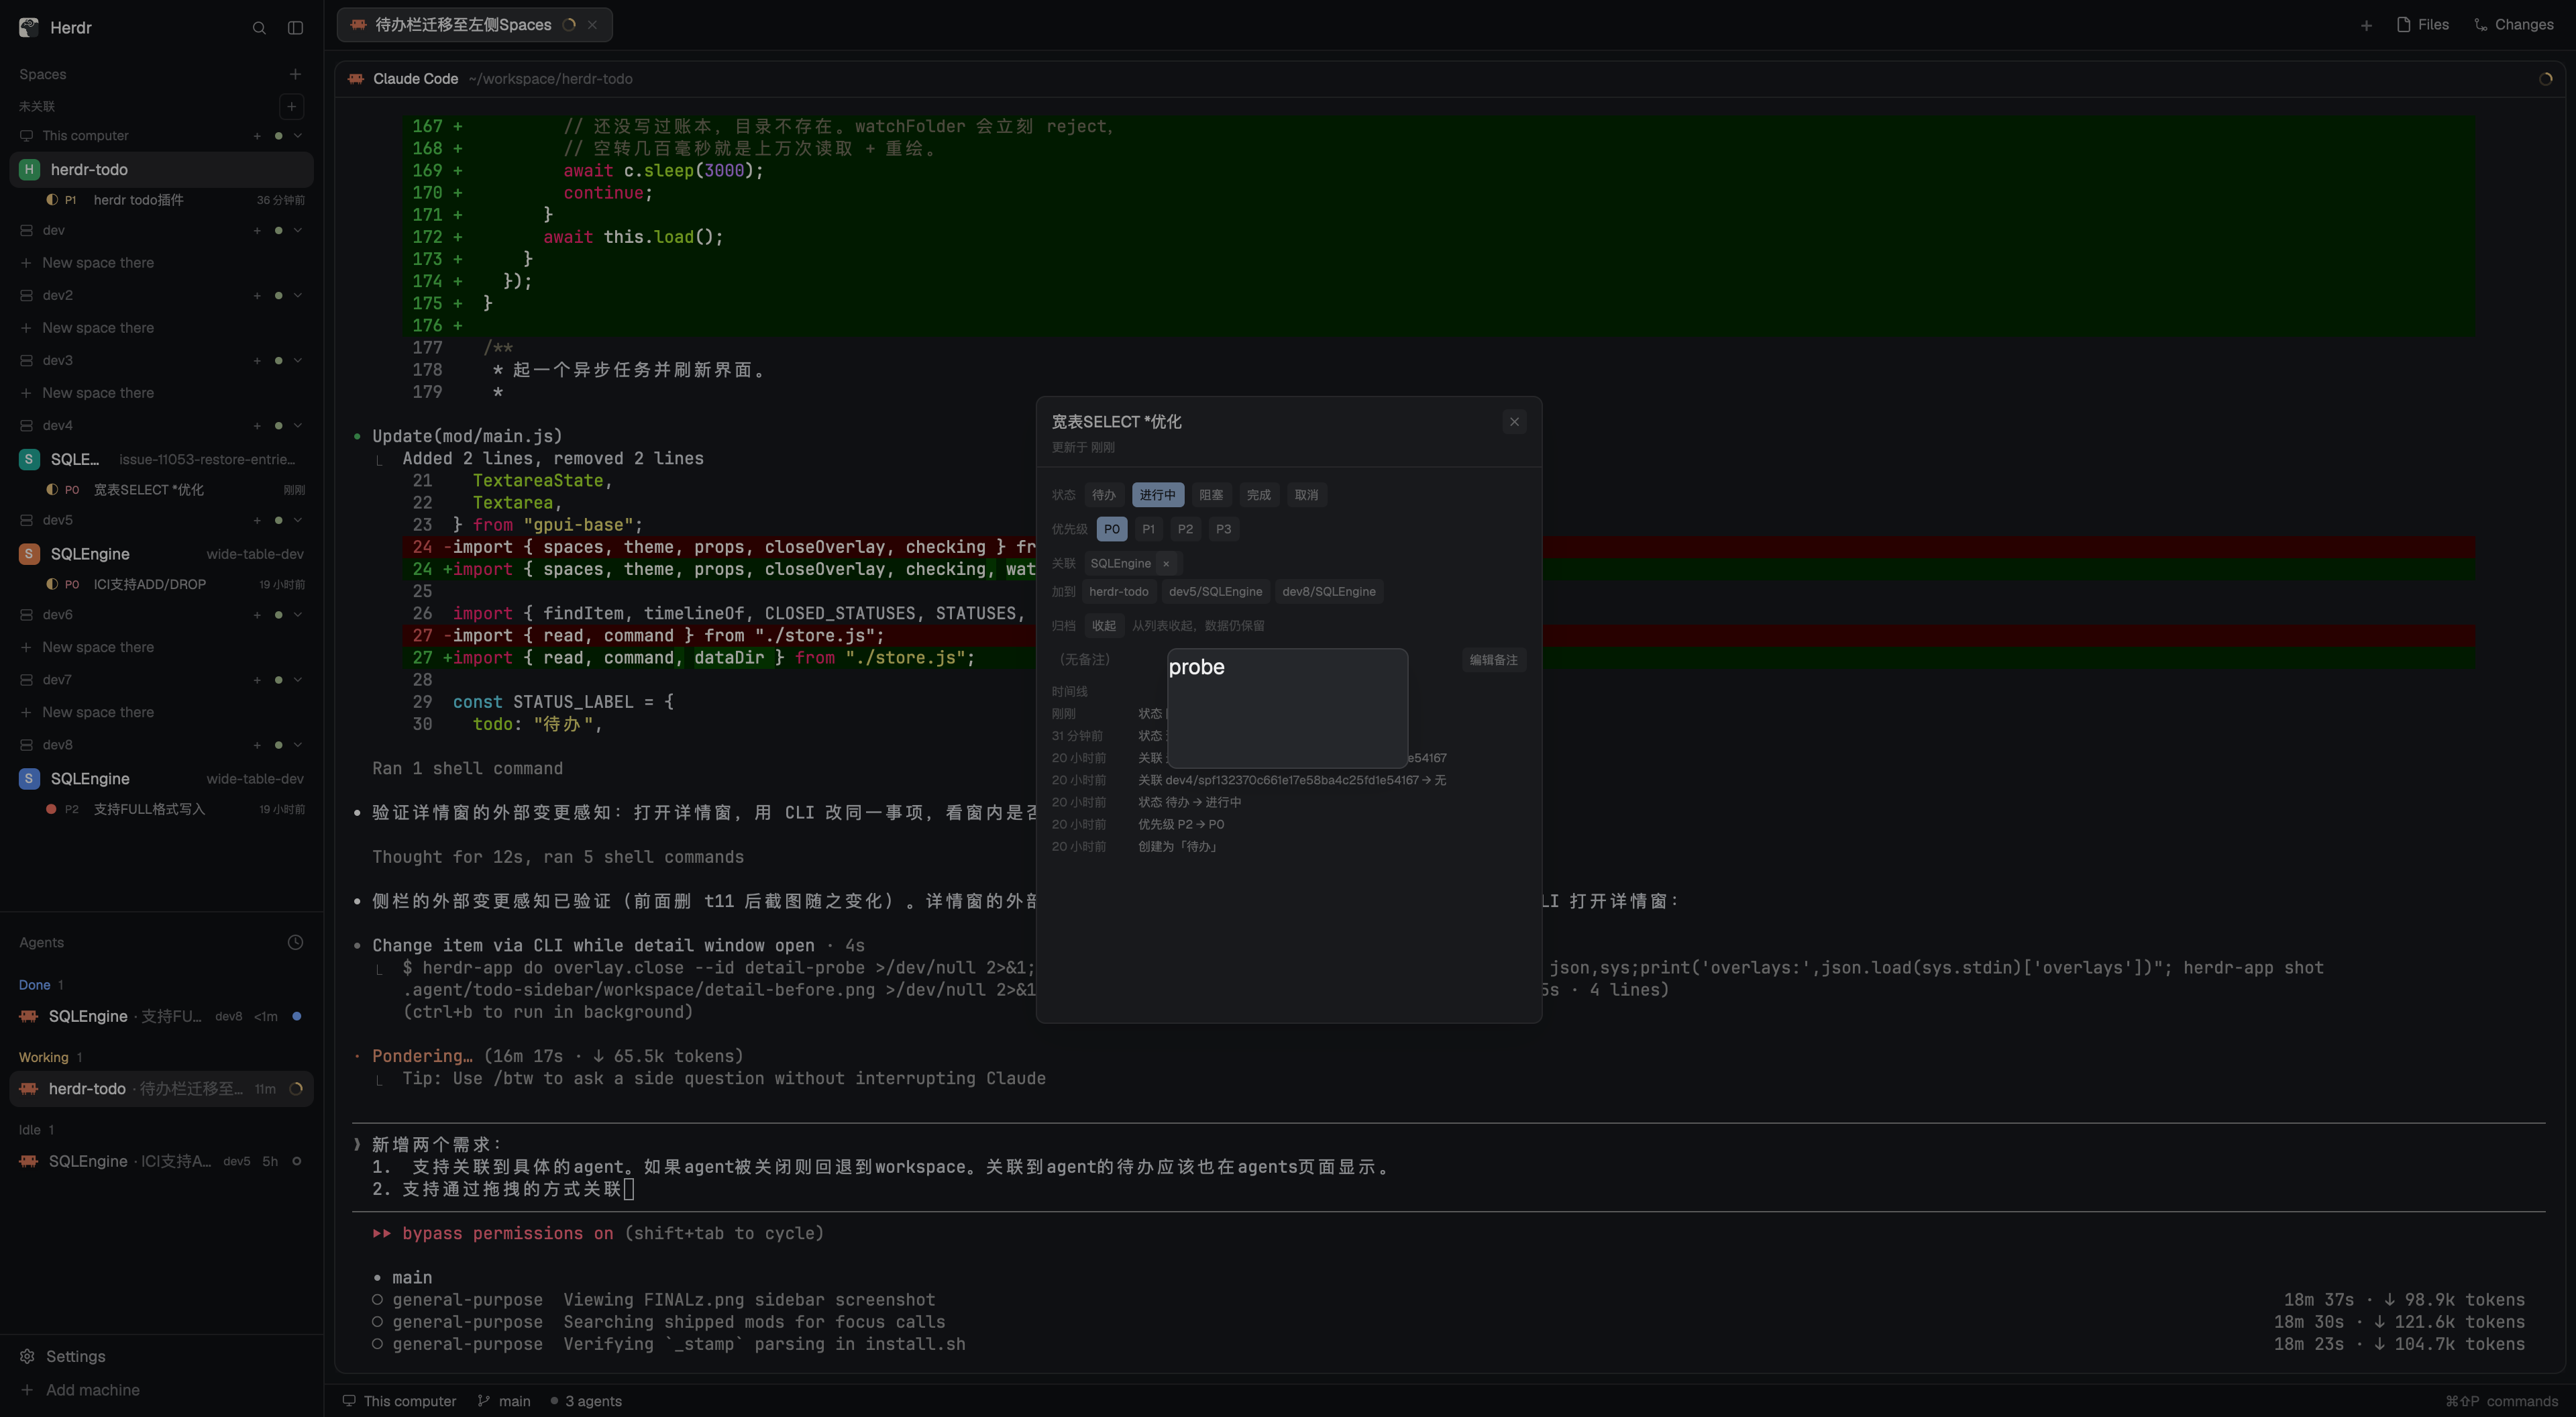 Herdr
Spaces
未关联
This computer
H herdr-todo
P1 herdr todo插件 36 分钟前
dev
+ New space there
dev2
+ New space there
dev3
+ New space there
dev4
S SQLE... issue-11053-restore-entrie...
P0 宽表SELECT *优化 刚刚
dev5
S SQLEngine wide-table-dev
P0 ICI支持ADD/DROP 19 小时前
dev6
+ New space there
dev7
+ New space there
dev8
S SQLEngine wide-table-dev
P2 支持FULL格式写入 19 小时前
Agents
Done 1
SQLEngine · 支持FU... dev8 <1m
Working 1
herdr-todo · 待办栏迁移至... 11m
Idle 1
SQLEngine · ICI支持A... dev5 5h
Settings
+ Add machine
待办栏迁移至左侧Spaces
Files
Changes
Claude Code ~/workspace/herdr-todo
167 + // 还没写过账本，目录不存在。watchFolder 会立刻 reject，
168 + // 空转几百毫秒就是上万次读取 + 重绘。
169 + await c.sleep(3000);
170 + continue;
171 + }
172 + await this.load();
173 + }
174 + });
175 + }
176 +
177 /**
178 * 起一个异步任务并刷新界面。
179 *
Update(mod/main.js)
Added 2 lines, removed 2 lines
21 TextareaState,
22 Textarea,
23 } from "gpui-base";
24 -import { spaces, theme, props, closeOverlay, checking } fr
24 +import { spaces, theme, props, closeOverlay, checking, wat
25
26 import { findItem, timelineOf, CLOSED_STATUSES, STATUSES,
27 -import { read, command } from "./store.js";
27 +import { read, command, dataDir } from "./store.js";
28
29 const STATUS_LABEL = {
30 todo: "待办",
Ran 1 shell command
验证详情窗的外部变更感知：打开详情窗，用 CLI 改同一事项，看窗内是否
Thought for 12s, ran 5 shell commands
侧栏的外部变更感知已验证（前面删 t11 后截图随之变化）。详情窗的外部 LI 打开详情窗：
Change item via CLI while detail window open · 4s
$ herdr-app do overlay.close --id detail-probe >/dev/null 2>&1; json,sys;print('overlays:',json.load(sys.stdin)['overlays'])"; herdr-app shot
.agent/todo-sidebar/workspace/detail-before.png >/dev/null 2>&1 5s · 4 lines)
(ctrl+b to run in background)
Pondering… (16m 17s · ↓ 65.5k tokens)
Tip: Use /btw to ask a side question without interrupting Claude
❯ 新增两个需求：
1. 支持关联到具体的agent。如果agent被关闭则回退到workspace。关联到agent的待办应该也在agents页面显示。
2. 支持通过拖拽的方式关联
bypass permissions on (shift+tab to cycle)
main
general-purpose Viewing FINALz.png sidebar screenshot 18m 37s · ↓ 98.9k tokens
general-purpose Searching shipped mods for focus calls 18m 30s · ↓ 121.6k tokens
general-purpose Verifying `_stamp` parsing in install.sh 18m 23s · ↓ 104.7k tokens
宽表SELECT *优化
更新于 刚刚
状态 待办 进行中 阻塞 完成 取消
优先级 P0 P1 P2 P3
关联 SQLEngine ×
加到 herdr-todo dev5/SQLEngine dev8/SQLEngine
归档 收起 从列表收起，数据仍保留
（无备注） 编辑备注
probe
时间线
刚刚 状态
31 分钟前 状态
20 小时前 关联 e54167
20 小时前 关联 dev4/spf132370c661e17e58ba4c25fd1e54167 → 无
20 小时前 状态 待办 → 进行中
20 小时前 优先级 P2 → P0
20 小时前 创建为「待办」
This computer main 3 agents
⌘⇧P commands